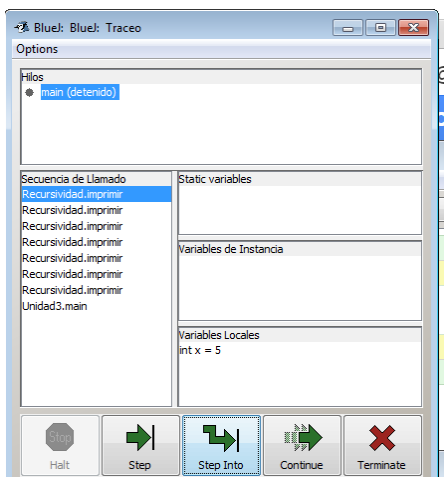 BlueJ: BlueJ: Traceo
Options
Hilos
main (detenido)
Secuencia de Llamado
Recursividad.imprimir
Recursividad.imprimir
Recursividad.imprimir
Recursividad.imprimir
Recursividad.imprimir
Recursividad.imprimir
Recursividad.imprimir
Unidad3.main
Static variables
Variables de Instancia
Variables Locales
int x = 5
Stop
Halt
Step
Step Into
Continue
Terminate